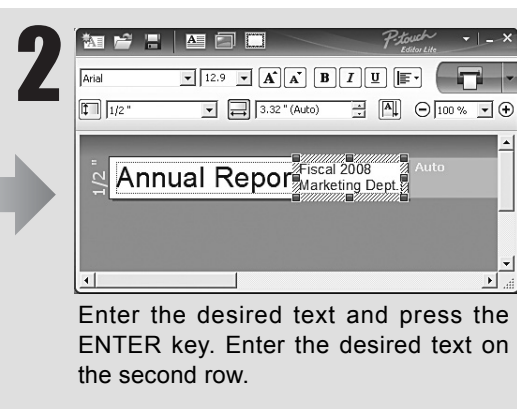 2
P-touch
Editor Lite
Arial
12.9
A A B I U
1/2 "
3.32 " (Auto)
A
100 %
1/2 "
Annual Repor
Fiscal 2008
Marketing Dept.
Auto
Enter the desired text and press the
ENTER key. Enter the desired text on
the second row.